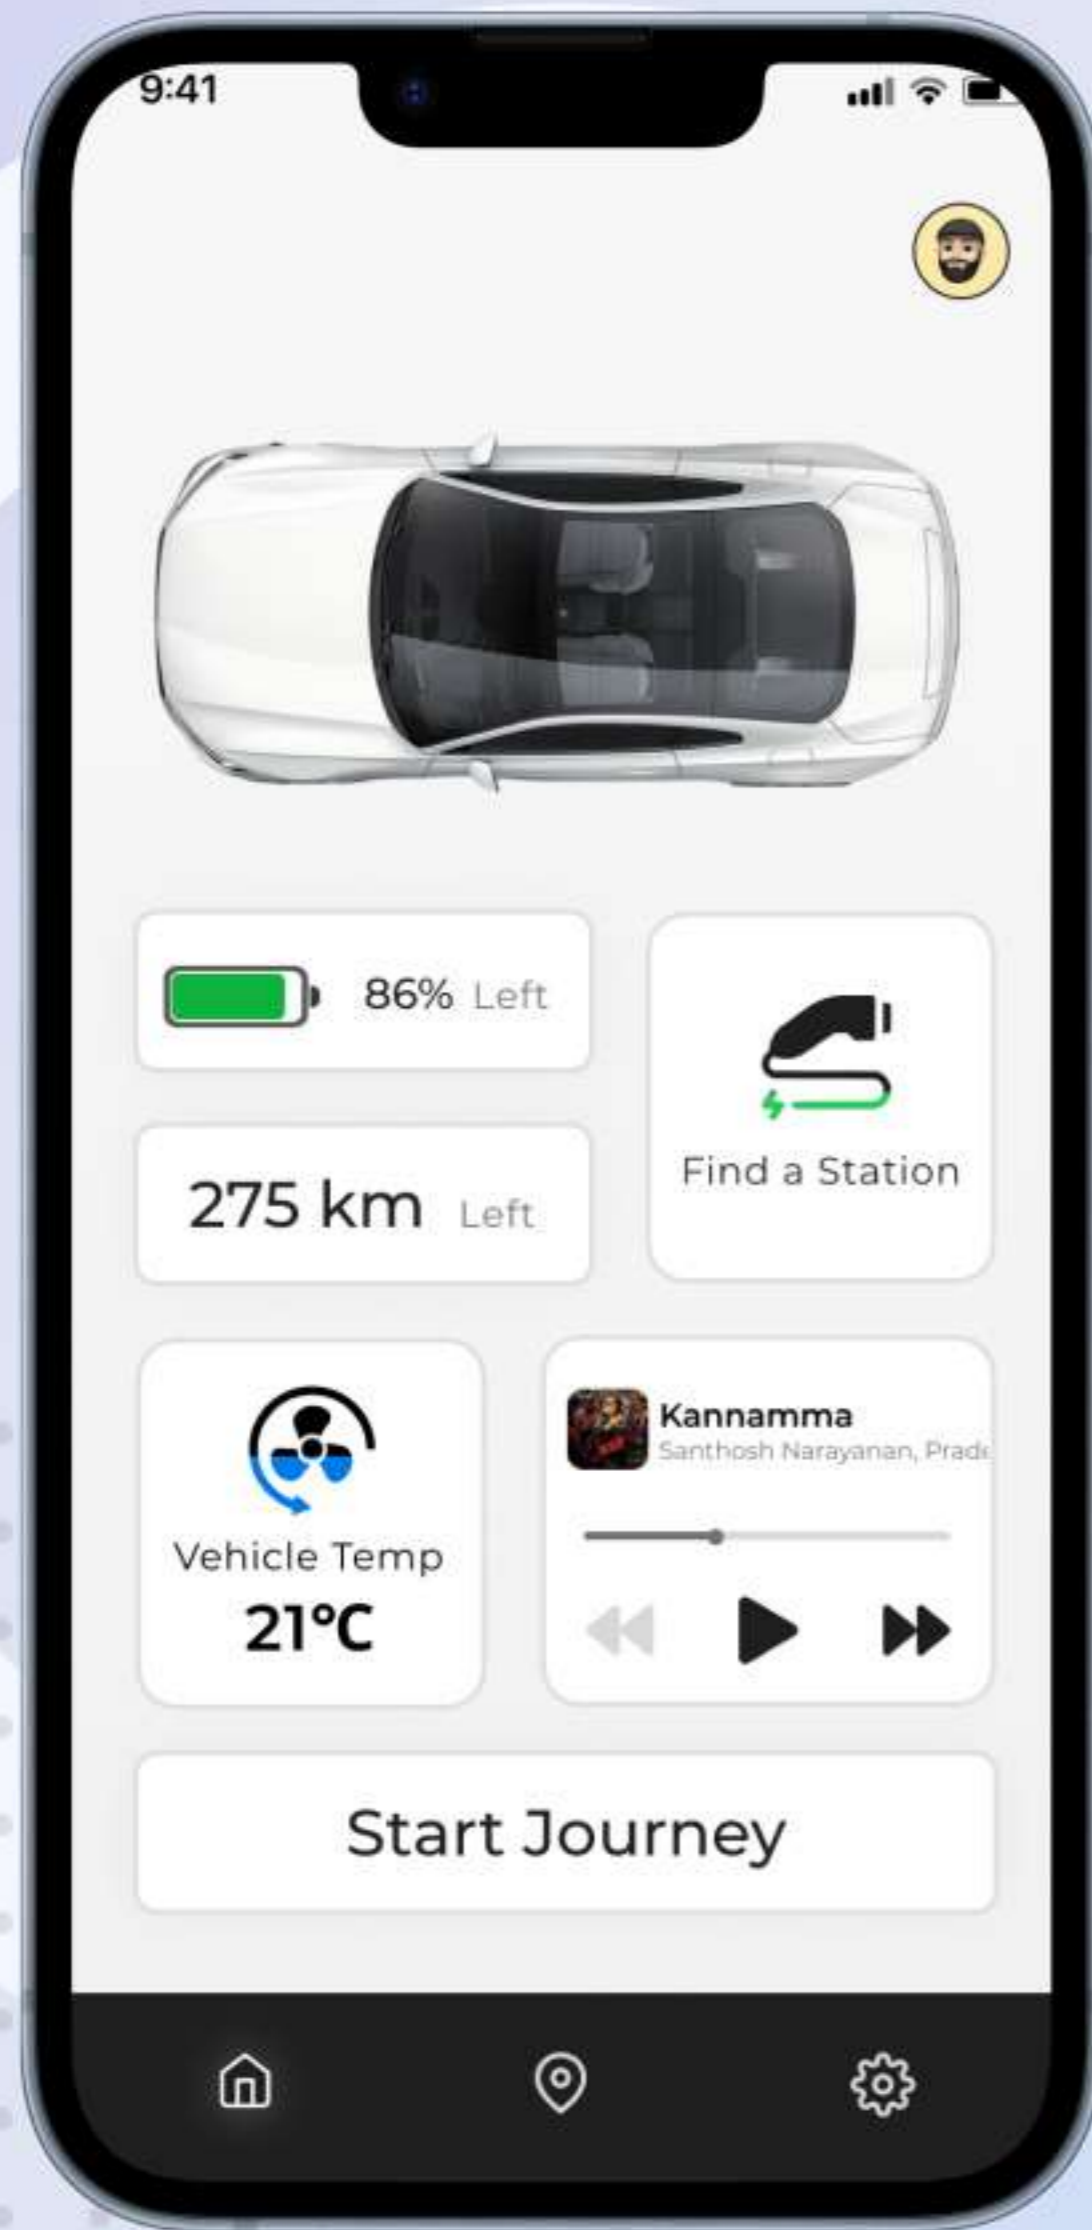 9:41
86% Left
275 km Left
Find a Station
Vehicle Temp
21°C
Kannamma
Santhosh Narayanan,
Start Journey